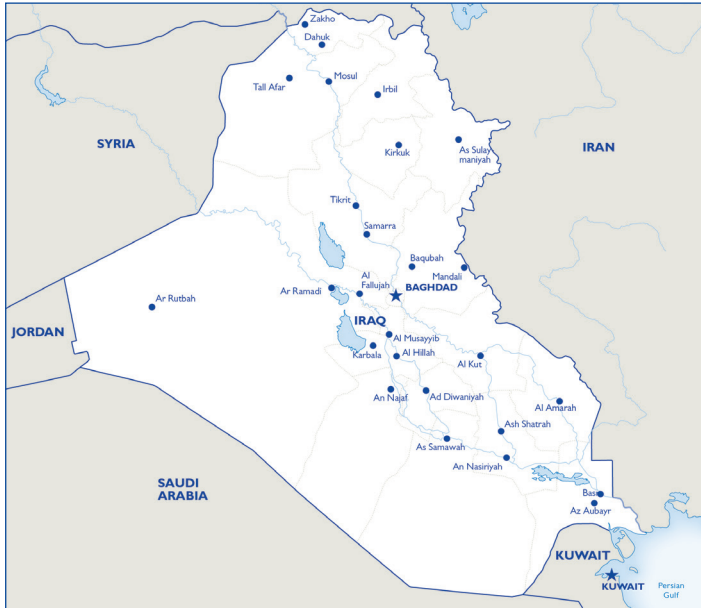 Zakho
Dahuk
Mosul
Tall Afar
Irbil
SYRIA
Kirkuk
As Sulay
maniyah
IRAN
Tikrit
Samarra
Baqubah
Mandali
Al
Fallujah
BAGHDAD
Ar Ramadi
Ar Rutbah
IRAQ
JORDAN
Al Musayyib
Karbala
Al Hillah
Al Kut
An Najaf
Ad Diwaniyah
Al Amarah
Ash Shatrah
As Samawah
An Nasiriyah
SAUDI
ARABIA
Az Aubayr
KUWAIT
KUWAIT
Persian
Gulf